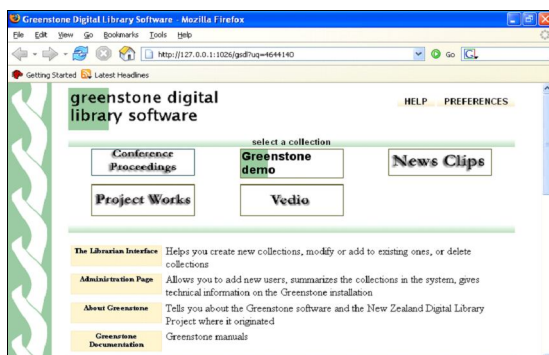 Greenstone Digital Library Software - Mozilla Firefox
File Edit View Go Bookmarks Tools Help
http://127.0.0.1:1026/gsdl?uq=4644140
Go
Getting Started Latest Headlines
greenstone digital
library software
HELP PREFERENCES
select a collection
Conference
Proceedings
Greenstone
demo
News Clips
Project Works
Vedio
The Librarian Interface Helps you create new collections, modify or add to existing ones, or delete
collections
Administration Page Allows you to add new users, summarizes the collections in the system, gives
technical information on the Greenstone installation
About Greenstone Tells you about the Greenstone software and the New Zealand Digital Library
Project where it originated
Greenstone
Documentation
Greenstone manuals